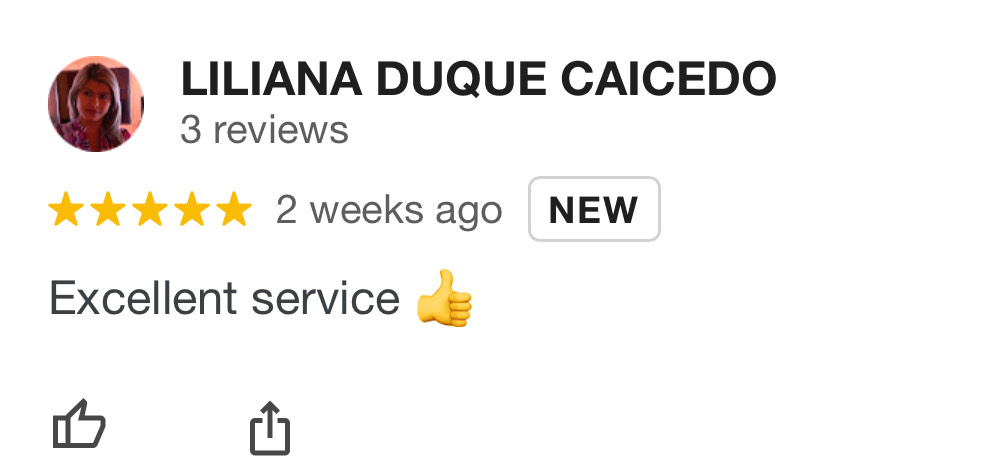 LILIANA DUQUE CAICEDO
3 reviews
2 weeks ago NEW
Excellent service 👍